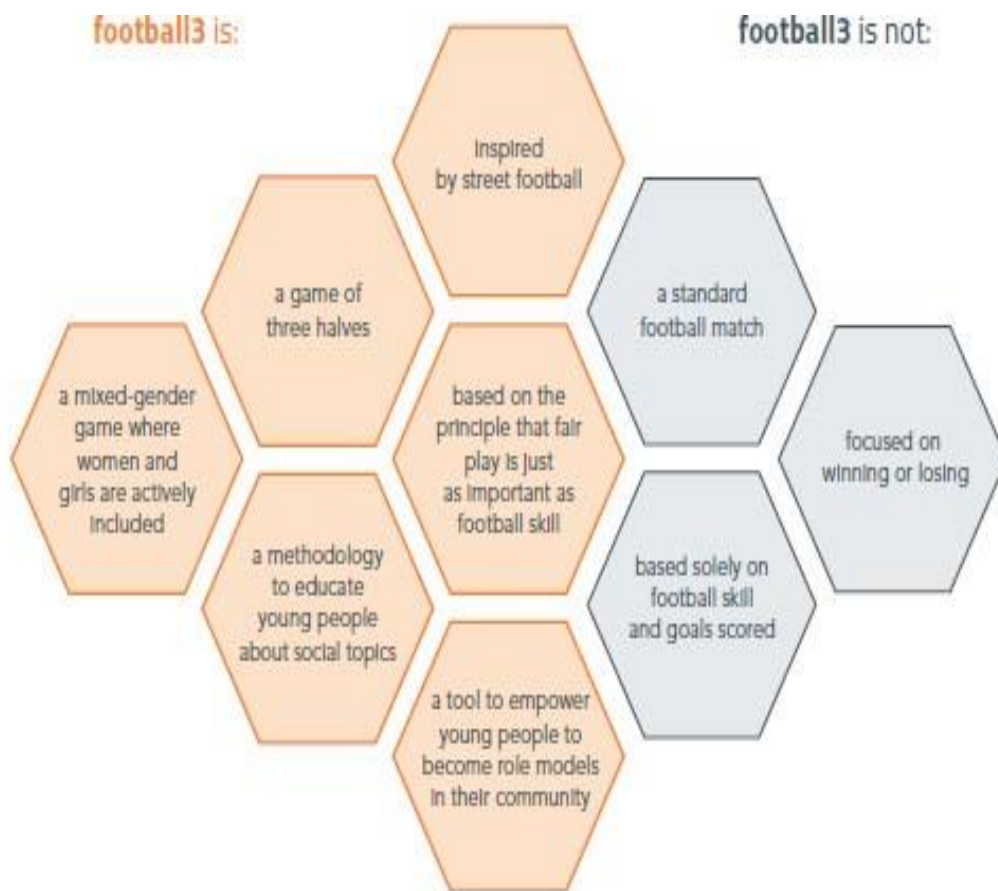 football3 is:
football3 is not:
inspired
by street football
a game of
three halves
a standard
football match
a mixed-gender
game where
women and
girls are actively
included
based on the
principle that fair
play is just
as important as
football skill
focused on
winning or losing
a methodology
to educate
young people
about social topics
based solely on
football skill
and goals scored
a tool to empower
young people to
become role models
in their community